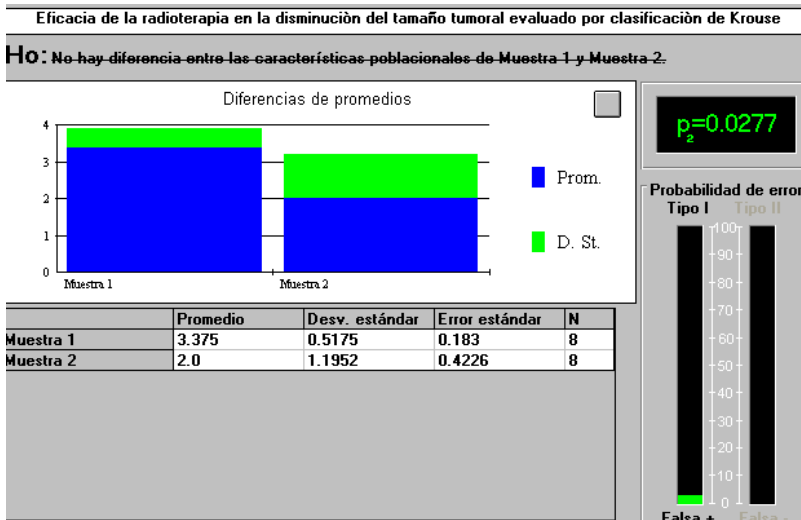 Eficacia de la radioterapia en la disminuciòn del tamaño tumoral evaluado por clasificaciòn de Krouse
Ho: No hay diferencia entre las características poblacionales de Muestra 1 y Muestra 2.
Diferencias de promedios
4
3
2
1
0
Muestra 1 Muestra 2
Prom.
D. St.
p2=0.0277
Probabilidad de error
Tipo I Tipo II
100
90
80
70
60
50
40
30
20
10
0
Falsa + Falsa -
Promedio Desv. estándar Error estándar N
Muestra 1 3.375 0.5175 0.183 8
Muestra 2 2.0 1.1952 0.4226 8